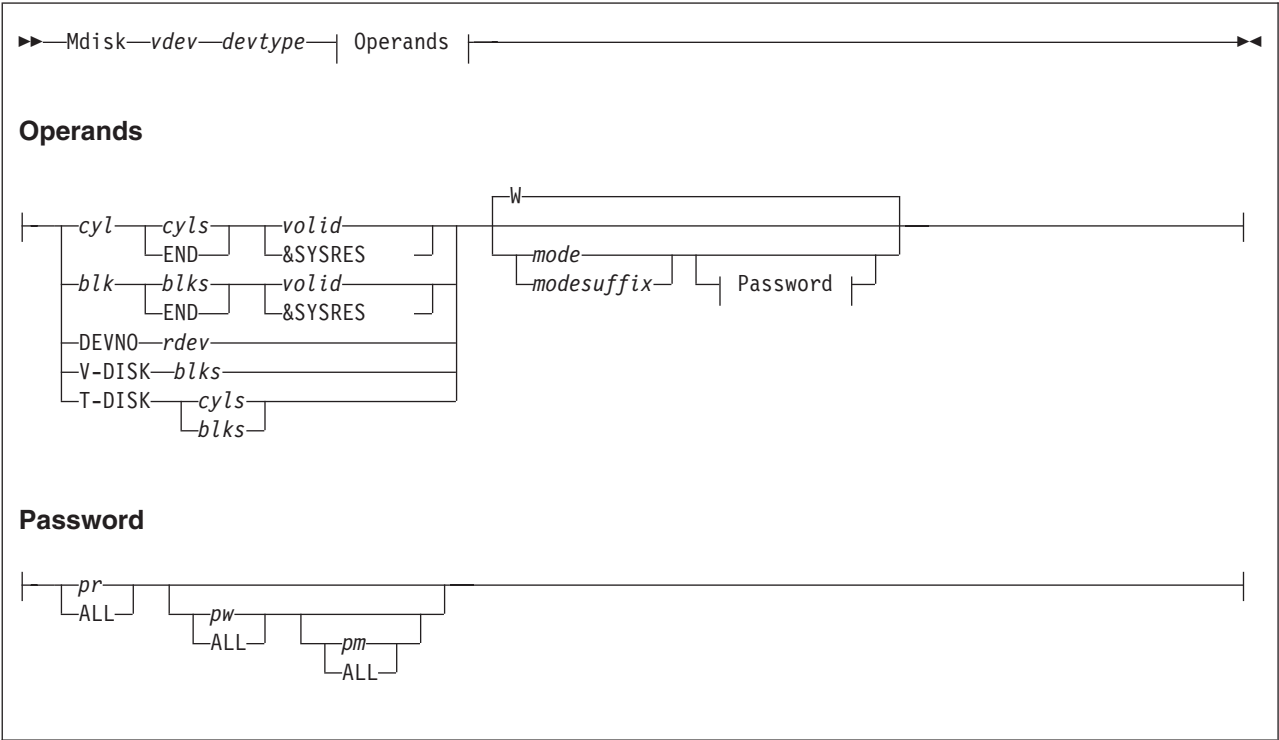 Mdisk vdev devtype Operands
Operands
W
cyl cyls volid
END &SYSRES mode
blk blks volid modesuffix Password
END &SYSRES
DEVNO rdev
V-DISK blks
T-DISK cyls
blks
Password
pr
ALL pw
ALL pm
ALL